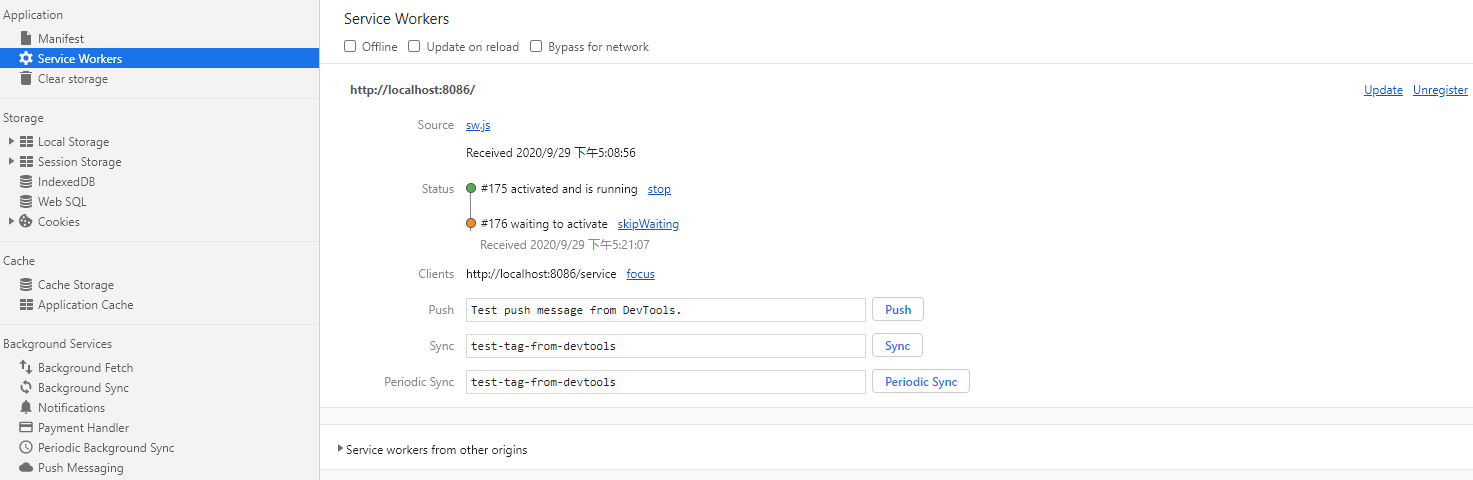 Application
Manifest
Service Workers
Clear storage
Storage
Local Storage
Session Storage
IndexedDB
Web SQL
Cookies
Cache
Cache Storage
Application Cache
Background Services
Background Fetch
Background Sync
Notifications
Payment Handler
Periodic Background Sync
Push Messaging
Service Workers
Offline Update on reload Bypass for network
http://localhost:8086/ Update Unregister
Source sw.js
Received 2020/9/29 下午5:08:56
Status #175 activated and is running stop
#176 waiting to activate skipWaiting
Received 2020/9/29 下午5:21:07
Clients http://localhost:8086/service focus
Push Test push message from DevTools. Push
Sync test-tag-from-devtools Sync
Periodic Sync test-tag-from-devtools Periodic Sync
Service workers from other origins